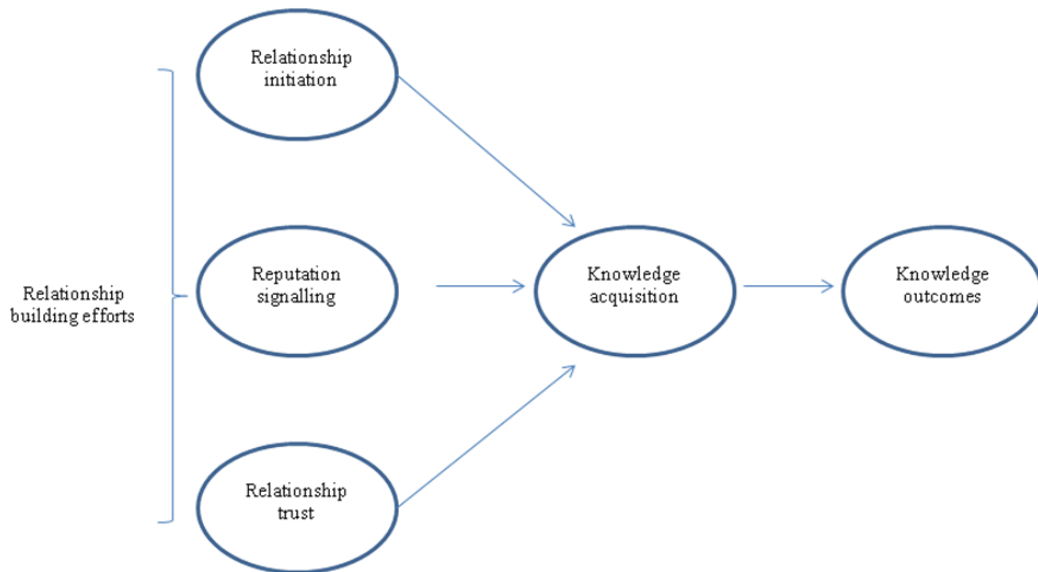 Relationship
initiation
Relationship
building efforts
Reputation
signalling
Knowledge
acquisition
Knowledge
outcomes
Relationship
trust